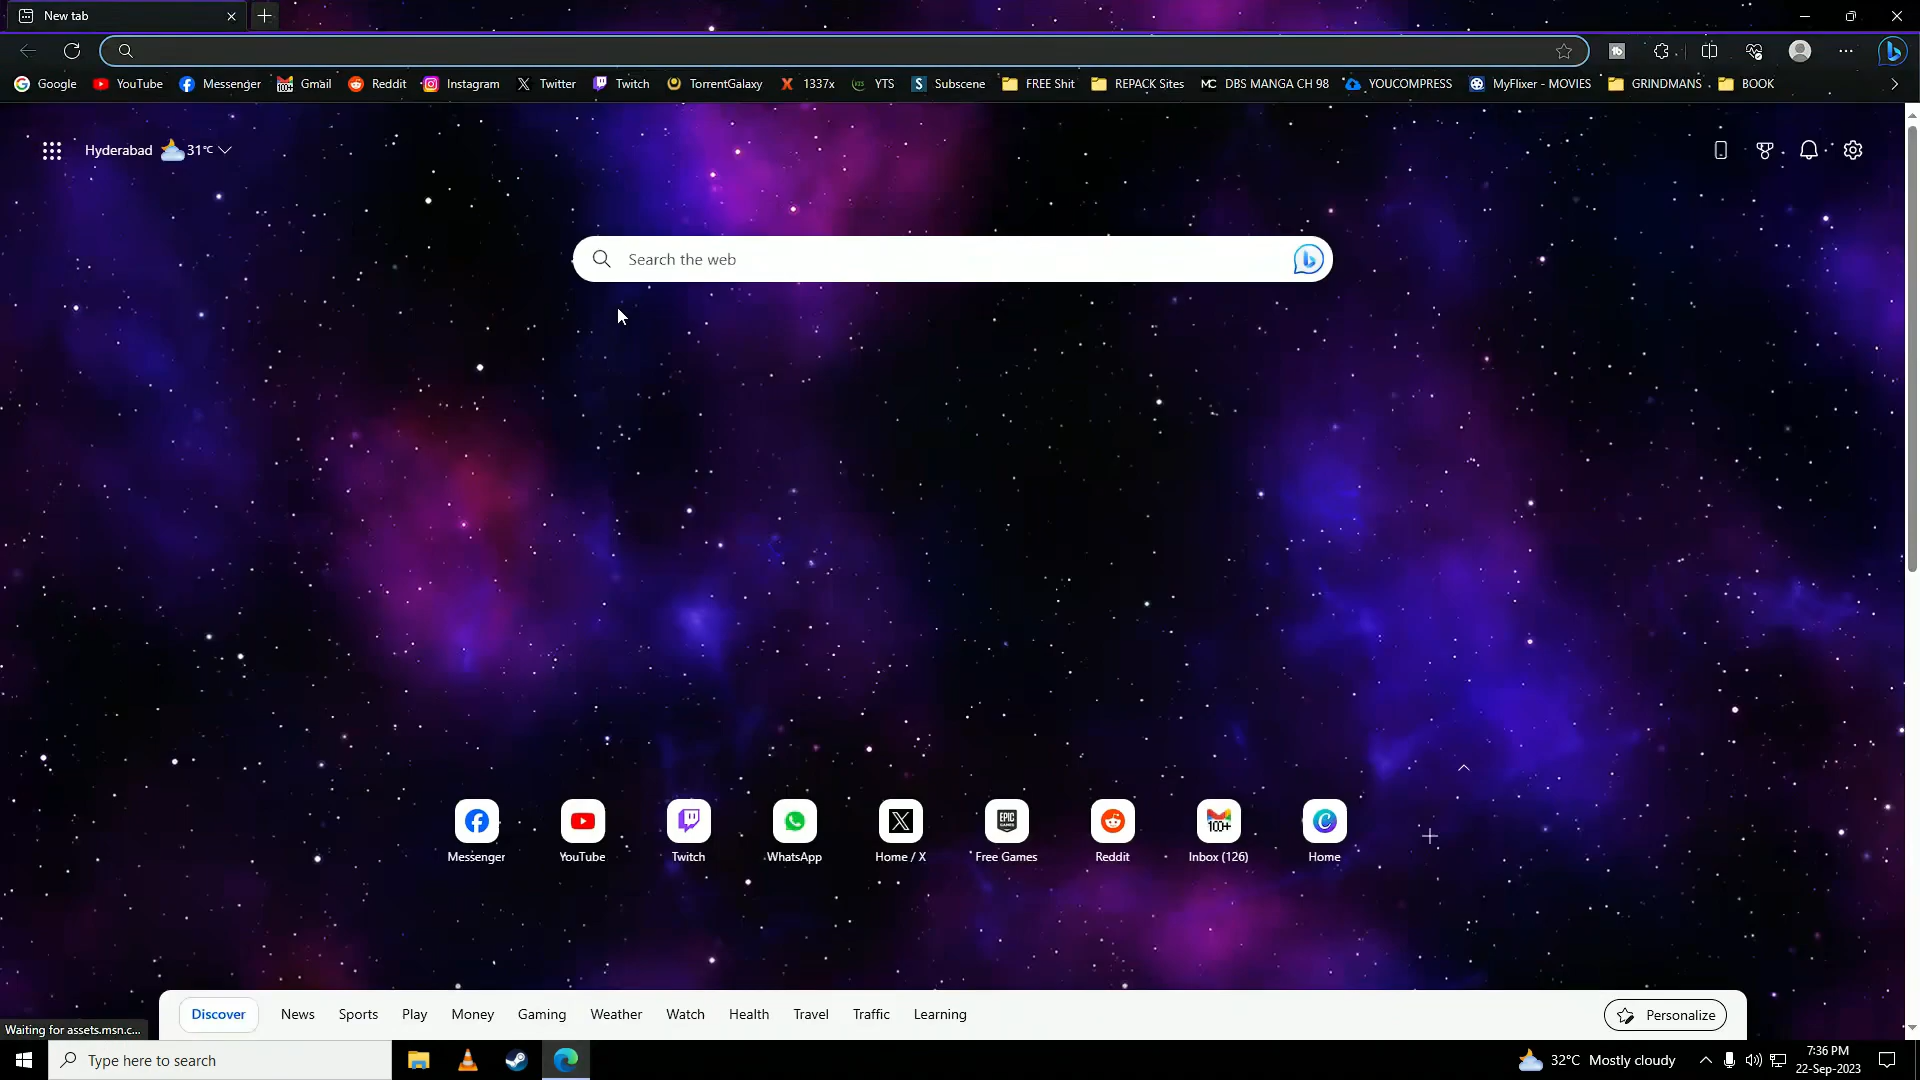 New tab
Google YouTube Messenger Gmail Reddit Instagram Twitter Twitch TorrentGalaxy 1337x YTS Subscene FREE Shit REPACK Sites DBS MANGA CH 98 YOUCOMPRESS MyFlixer - MOVIES GRINDMANS BOOK
Hyderabad 31°C
Search the web
Messenger YouTube Twitch WhatsApp Home / X Free Games Reddit Inbox (126) Home
Discover News Sports Play Money Gaming Weather Watch Health Travel Traffic Learning Personalize
Waiting for assets.msn.c...
Type here to search 32°C Mostly cloudy 7:36 PM
22-Sep-2023